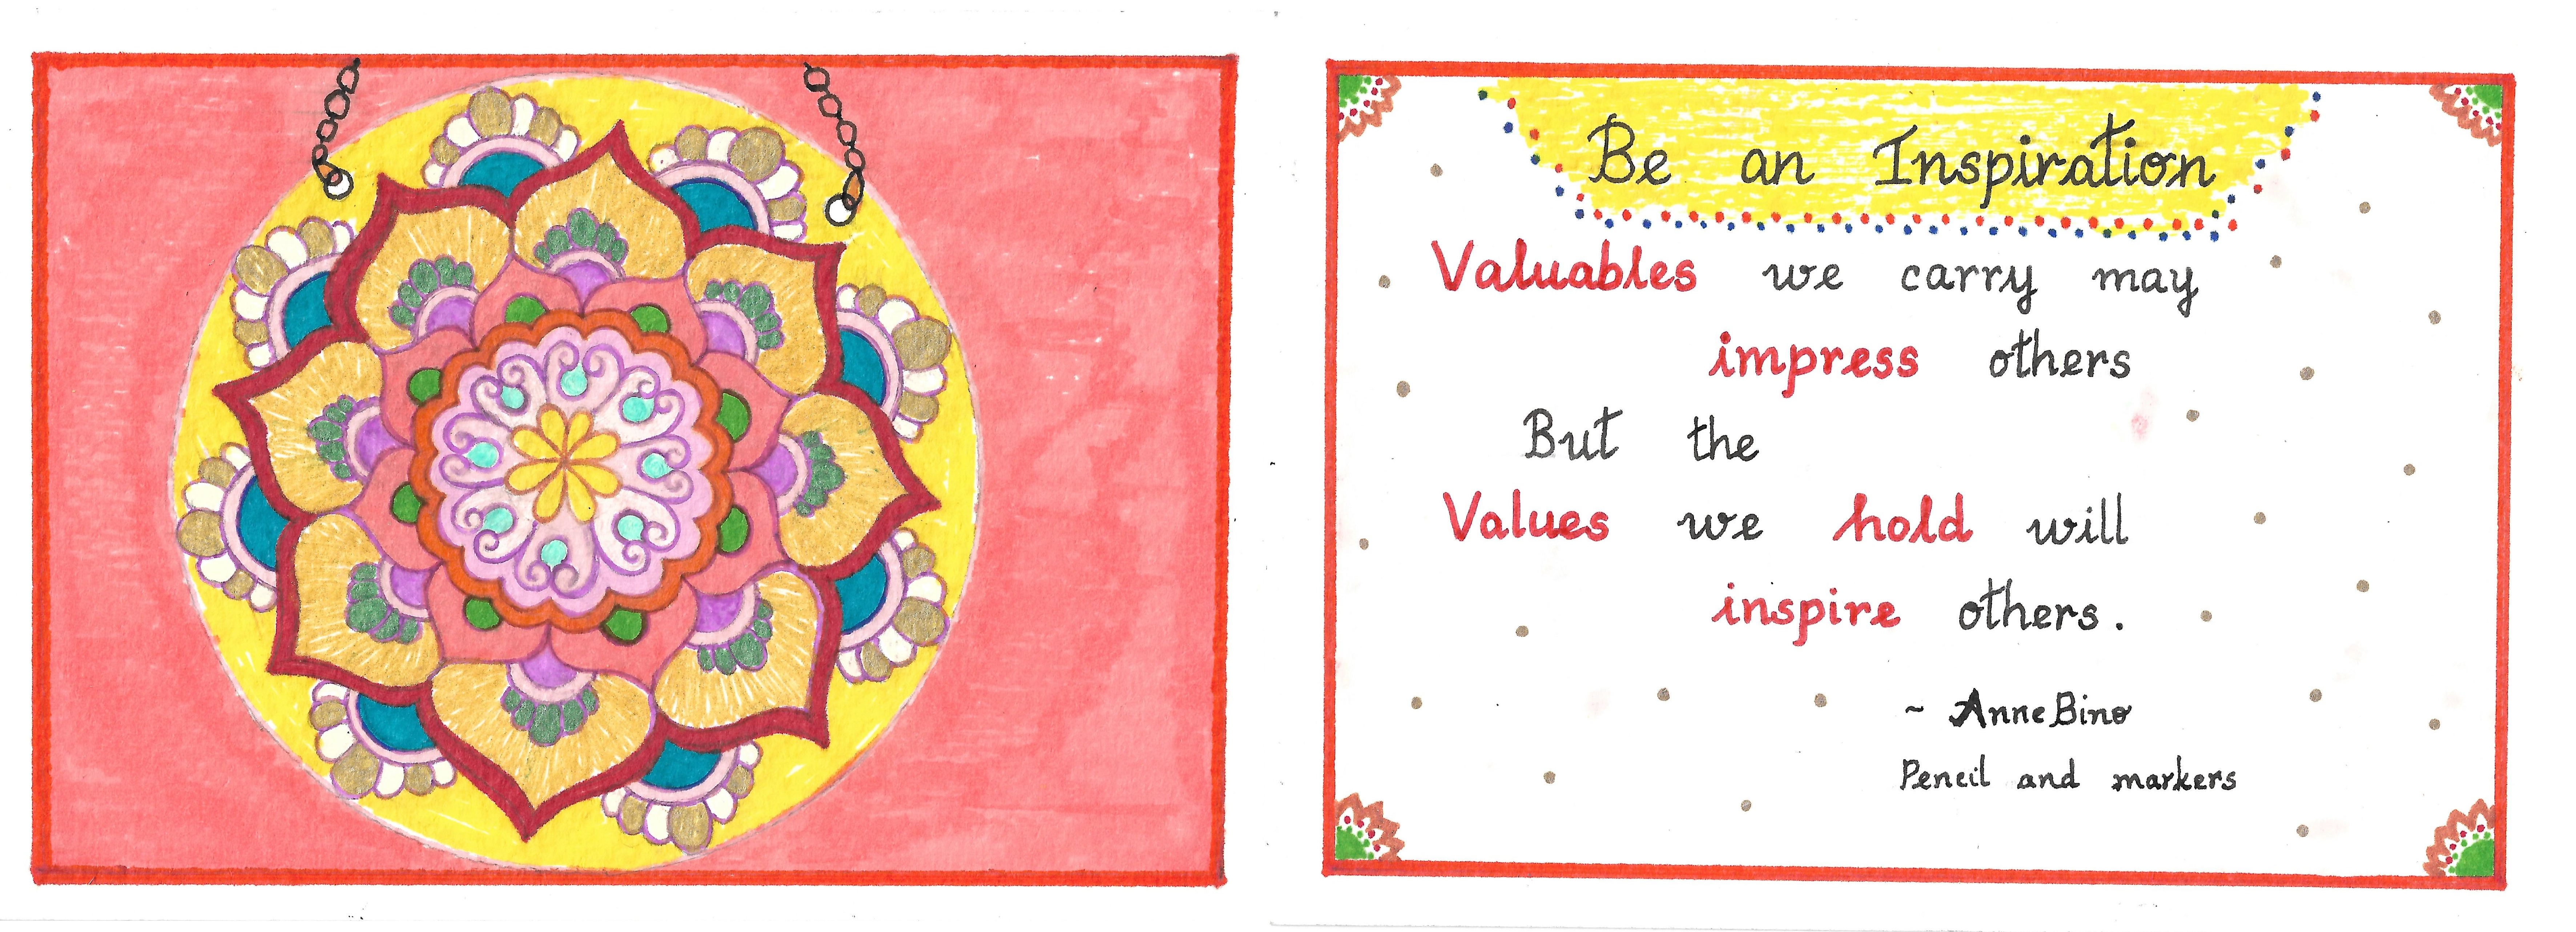 Be an Inspiration
Valuables we carry may
impress others
But the
Values we hold will
inspire others.
~ Anne Bino
Pencil and markers